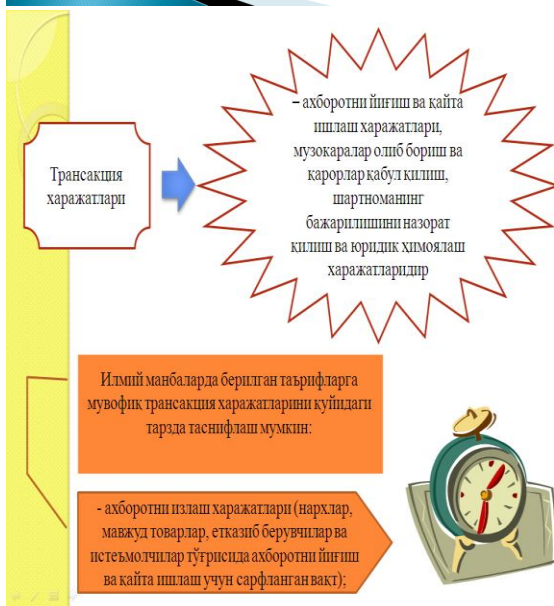 Трансакция
харажатлари
– ахборотни йиғиш ва қайта
ишлаш харажатлари,
музокаралар олиб бориш ва
қарорлар қабул қилиш,
шартноманинг
бажарилишини назорат
қилиш ва юридик ҳимоялаш
харажатларидир
Илмий манбаларда берилган таърифларга
мувофиқ трансакция харажатларини қуйидаги
тарзда таснифлаш мумкин:
- ахборотни излаш харажатлари (нархлар,
мавжуд товарлар, етказиб берувчилар ва
истеъмолчилар тўғрисида ахборотни йиғиш
ва қайта ишлаш учун сарфланган вақт);